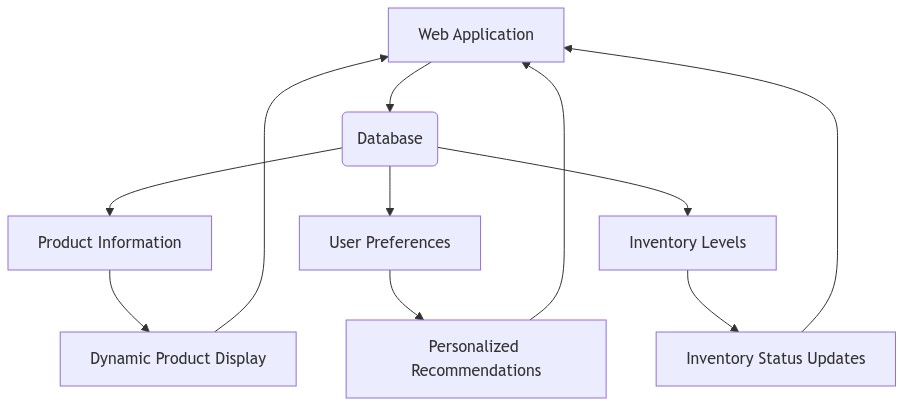 Web Application
Database
Product Information
User Preferences
Inventory Levels
Dynamic Product Display
Personalized
Recommendations
Inventory Status Updates